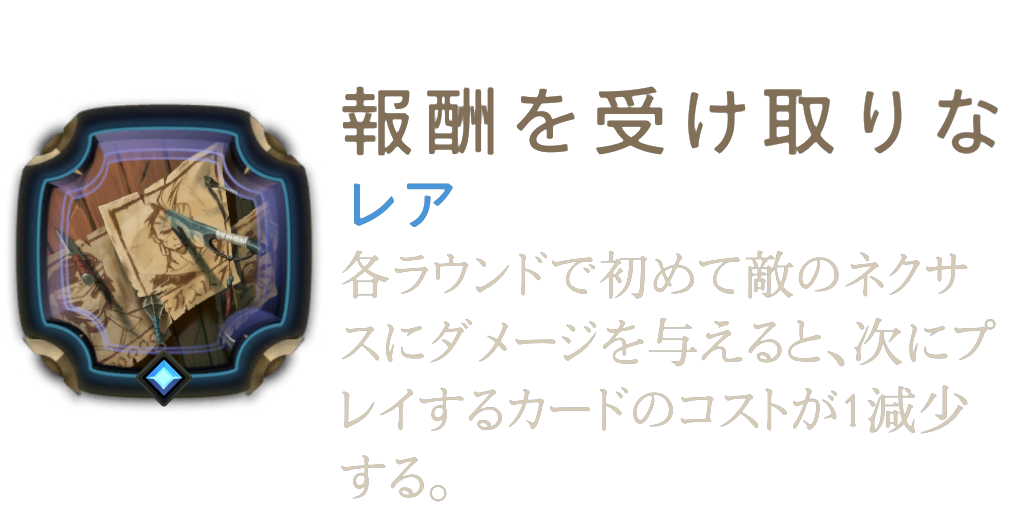 報酬を受け取りな
レア
各ラウンドで初めて敵のネクサ
スにダメージを与えると、次にプ
レイするカードのコストが1減少
する。